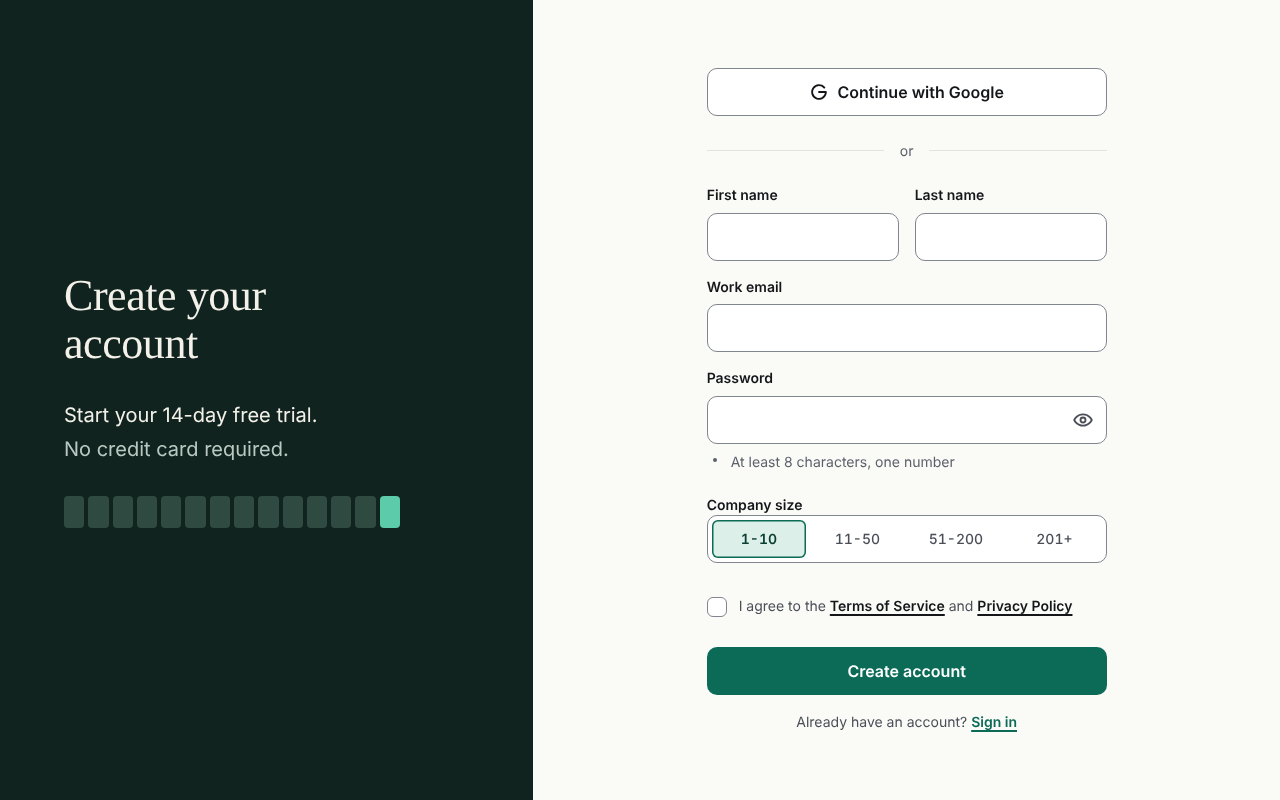 Create your
account
Start your 14-day free trial.
No credit card required.
Continue with Google
or
First name
Last name
Work email
Password
• At least 8 characters, one number
Company size
1-10 11-50 51-200 201+
I agree to the Terms of Service and Privacy Policy
Create account
Already have an account? Sign in